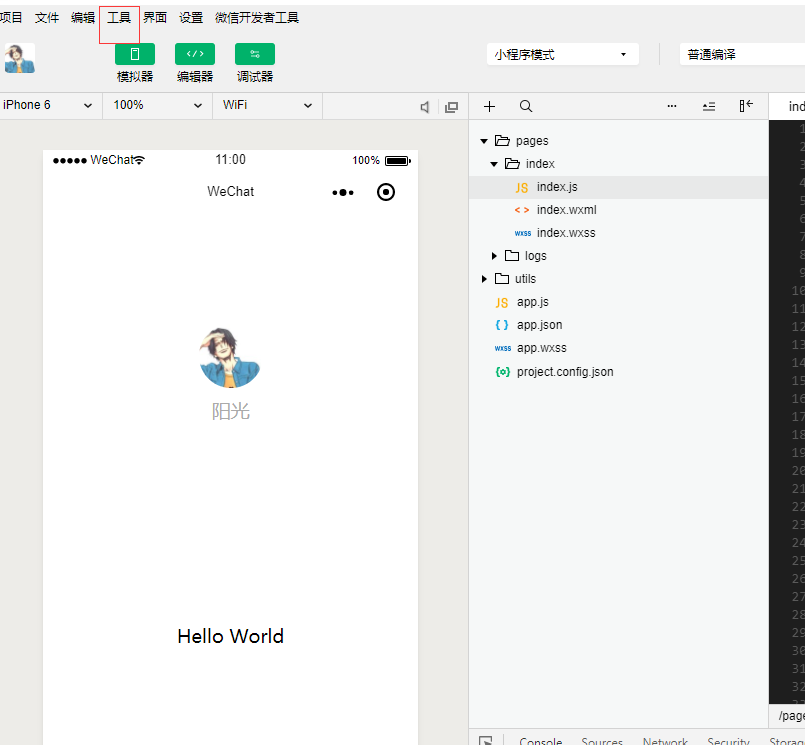 项目 文件 编辑 工具 界面 设置 微信开发者工具
模拟器 编辑器 调试器 小程序模式 普通编译
iPhone 6 100% WiFi
●●●●● WeChat 11:00 100%
WeChat
阳光
Hello World
pages
index
JS index.js
< > index.wxml
wxss index.wxss
logs
utils
JS app.js
{ } app.json
wxss app.wxss
{o} project.config.json
ind
1
2
3
4
5
6
7
8
9
10
11
12
13
14
15
16
17
18
19
20
21
22
23
24
25
26
27
28
29
30
31
32
/page
Console Sources Network Security Storag